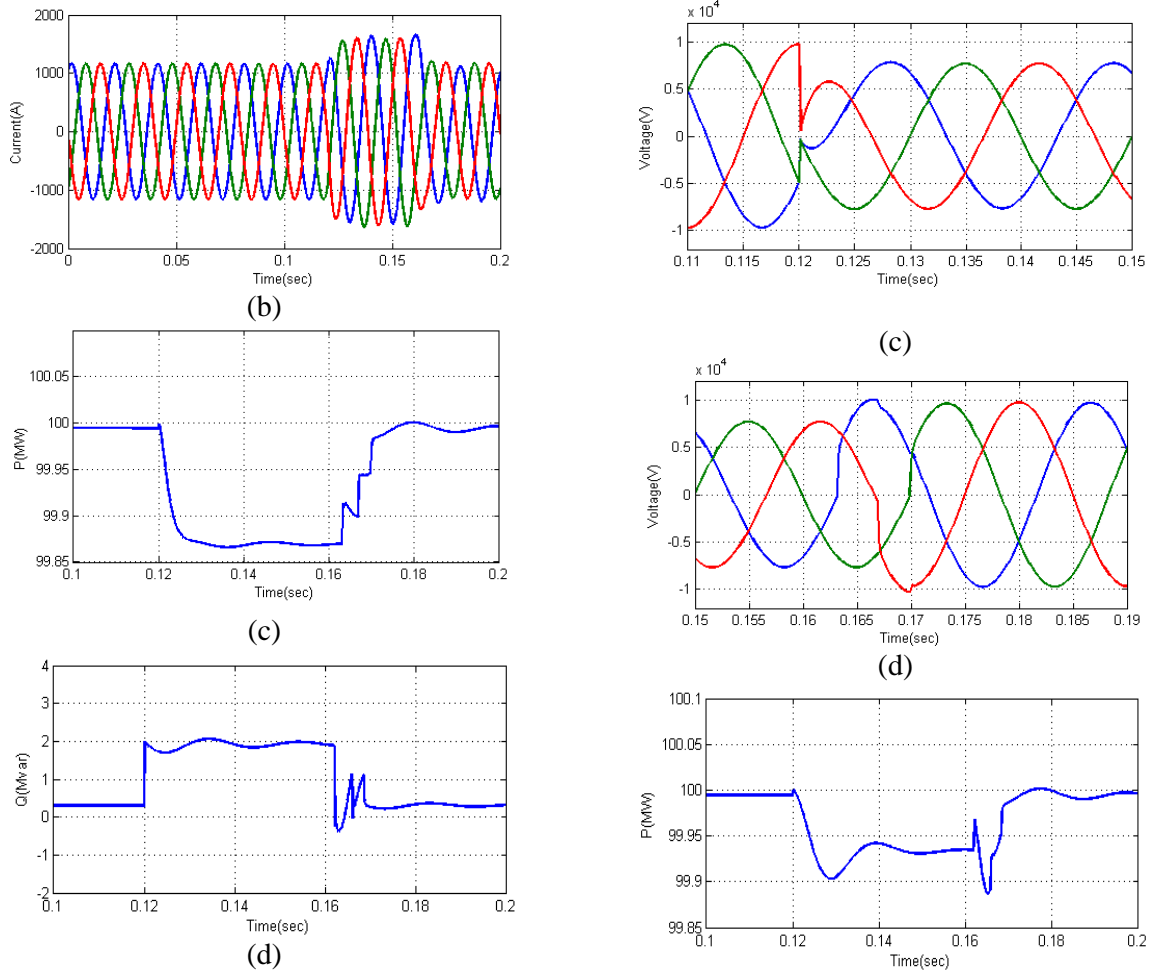 2000
1000
0
-1000
-2000
Current(A)
0 0.05 0.1 0.15 0.2
Time(sec)
(b)
100.05
100
99.95
99.9
99.85
P(MW)
0.1 0.12 0.14 0.16 0.18 0.2
Time(sec)
(c)
4
3
2
1
0
-1
-2
Q(Mvar)
0.1 0.12 0.14 0.16 0.18 0.2
Time(sec)
(d)
x 10⁴
1
0.5
0
-0.5
-1
Voltage(V)
0.11 0.115 0.12 0.125 0.13 0.135 0.14 0.145 0.15
Time(sec)
(c)
x 10⁴
1
0.5
0
-0.5
-1
Voltage(V)
0.15 0.155 0.16 0.165 0.17 0.175 0.18 0.185 0.19
Time(sec)
(d)
100.1
100.05
100
99.95
99.9
99.85
P(MW)
0.1 0.12 0.14 0.16 0.18 0.2
Time(sec)